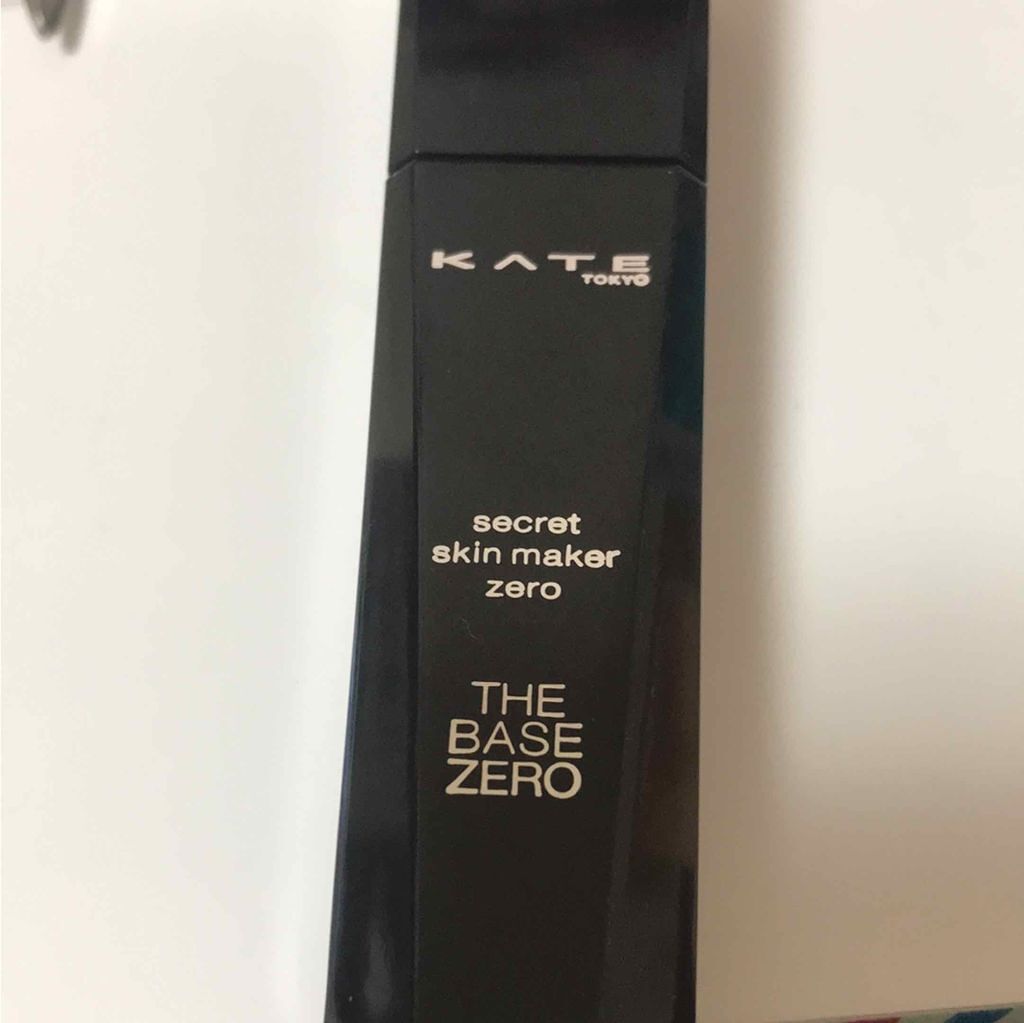 KATE
TOKYO
secret
skin maker
zero
THE
BASE
ZERO